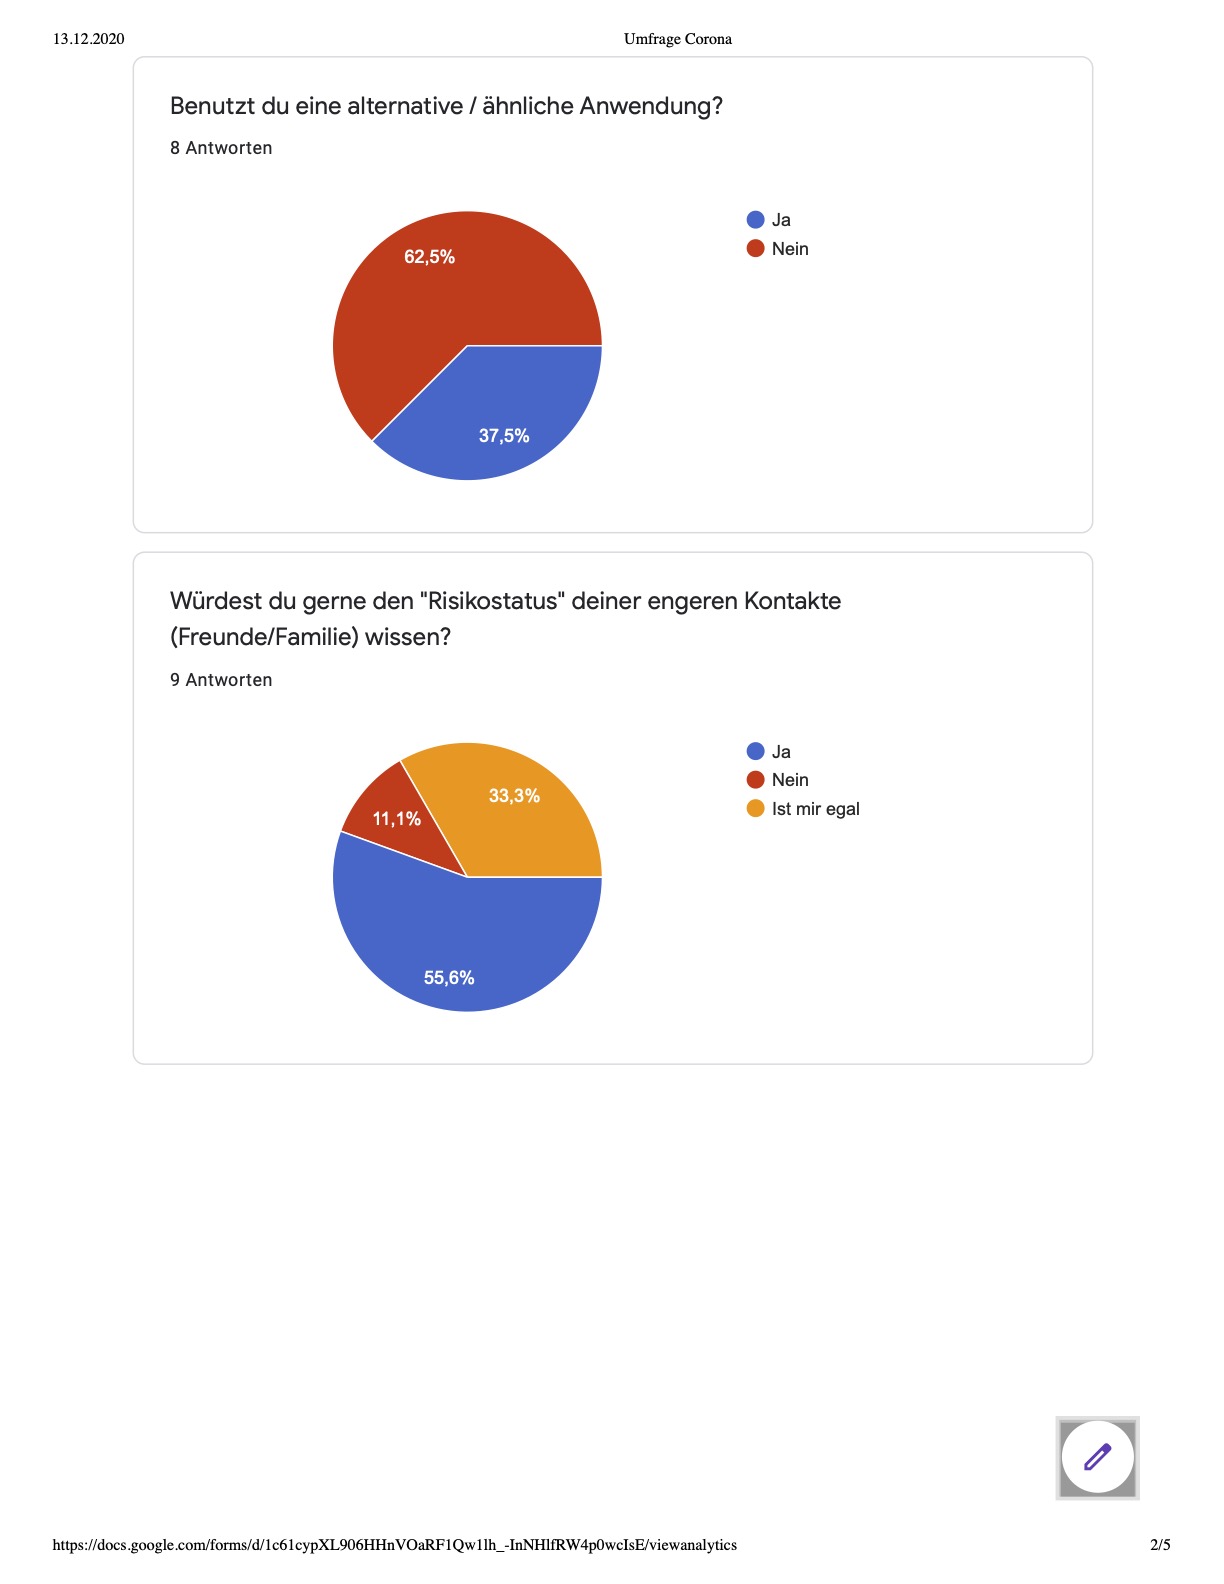 13.12.2020 Umfrage Corona
Benutzt du eine alternative / ähnliche Anwendung?
8 Antworten
Ja
Nein
62,5%
37,5%
Würdest du gerne den "Risikostatus" deiner engeren Kontakte
(Freunde/Familie) wissen?
9 Antworten
Ja
Nein
Ist mir egal
33,3%
11,1%
55,6%
https://docs.google.com/forms/d/1c61cypXL906HHnVOaRF1Qw1lh_-InNHlfRW4p0wcIsE/viewanalytics 2/5